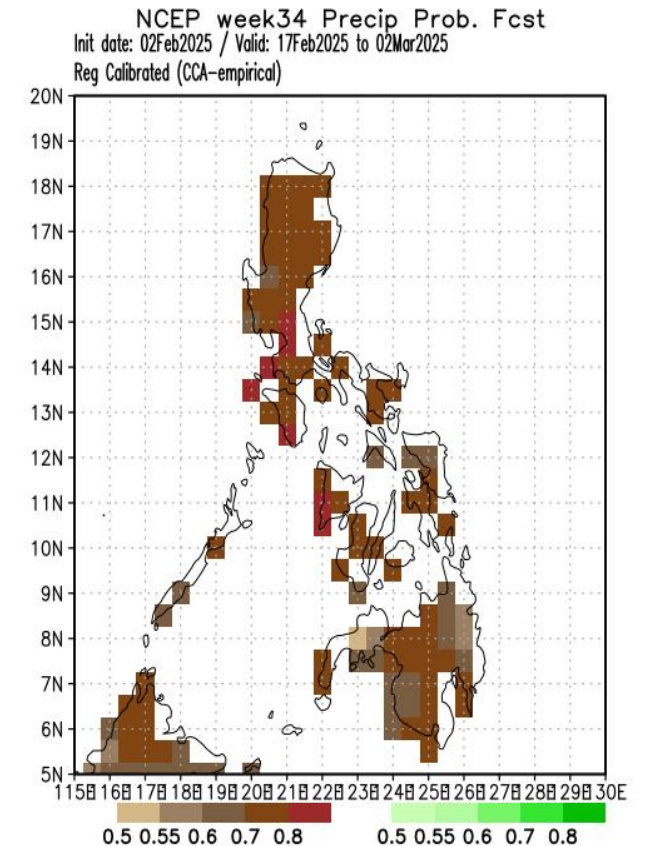 NCEP week34 Precip Prob. Fcst
Init date: 02Feb2025 / Valid: 17Feb2025 to 02Mar2025
Reg Calibrated (CCA-empirical)
20N
19N
18N
17N
16N
15N
14N
13N
12N
11N
10N
9N
8N
7N
6N
5N
115E 116E 117E 118E 119E 120E 121E 122E 123E 124E 125E 126E 127E 128E 129E 130E
0.5 0.55 0.6 0.7 0.8 0.5 0.55 0.6 0.7 0.8